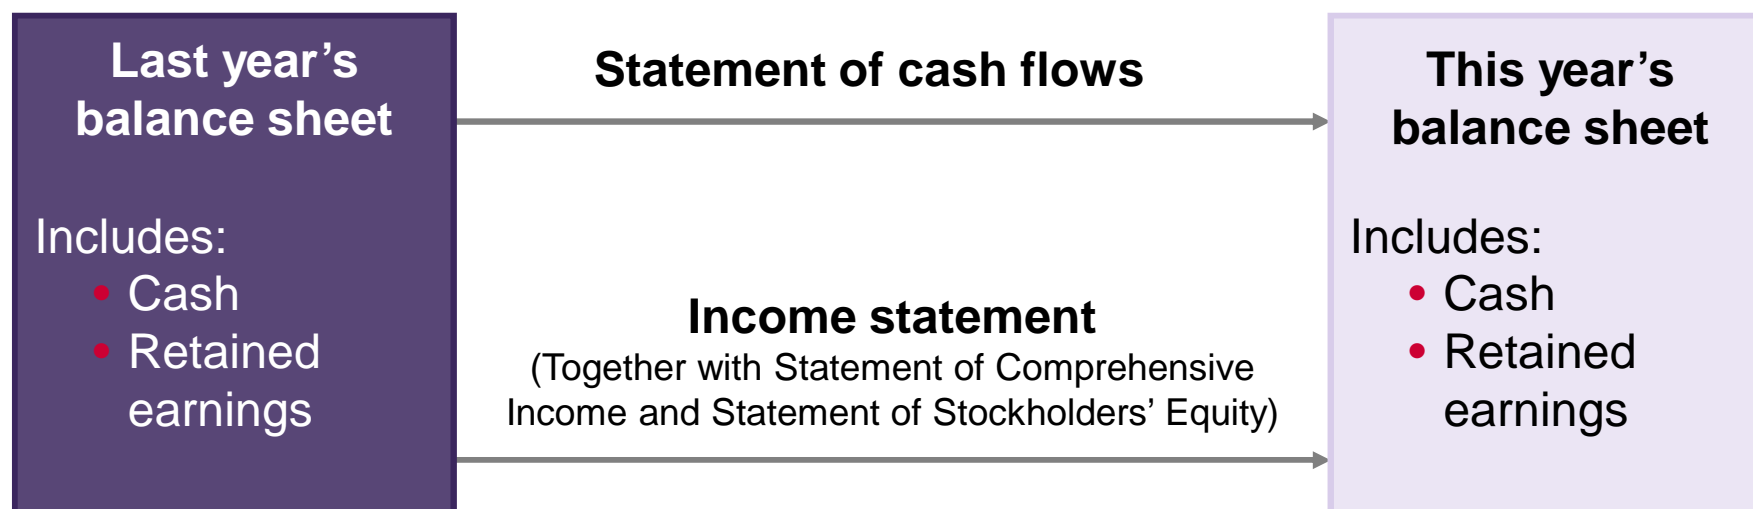 Last year’s
balance sheet
Includes:
• Cash
• Retained
earnings
Statement of cash flows
Income statement
(Together with Statement of Comprehensive
Income and Statement of Stockholders’ Equity)
This year’s
balance sheet
Includes:
• Cash
• Retained
earnings